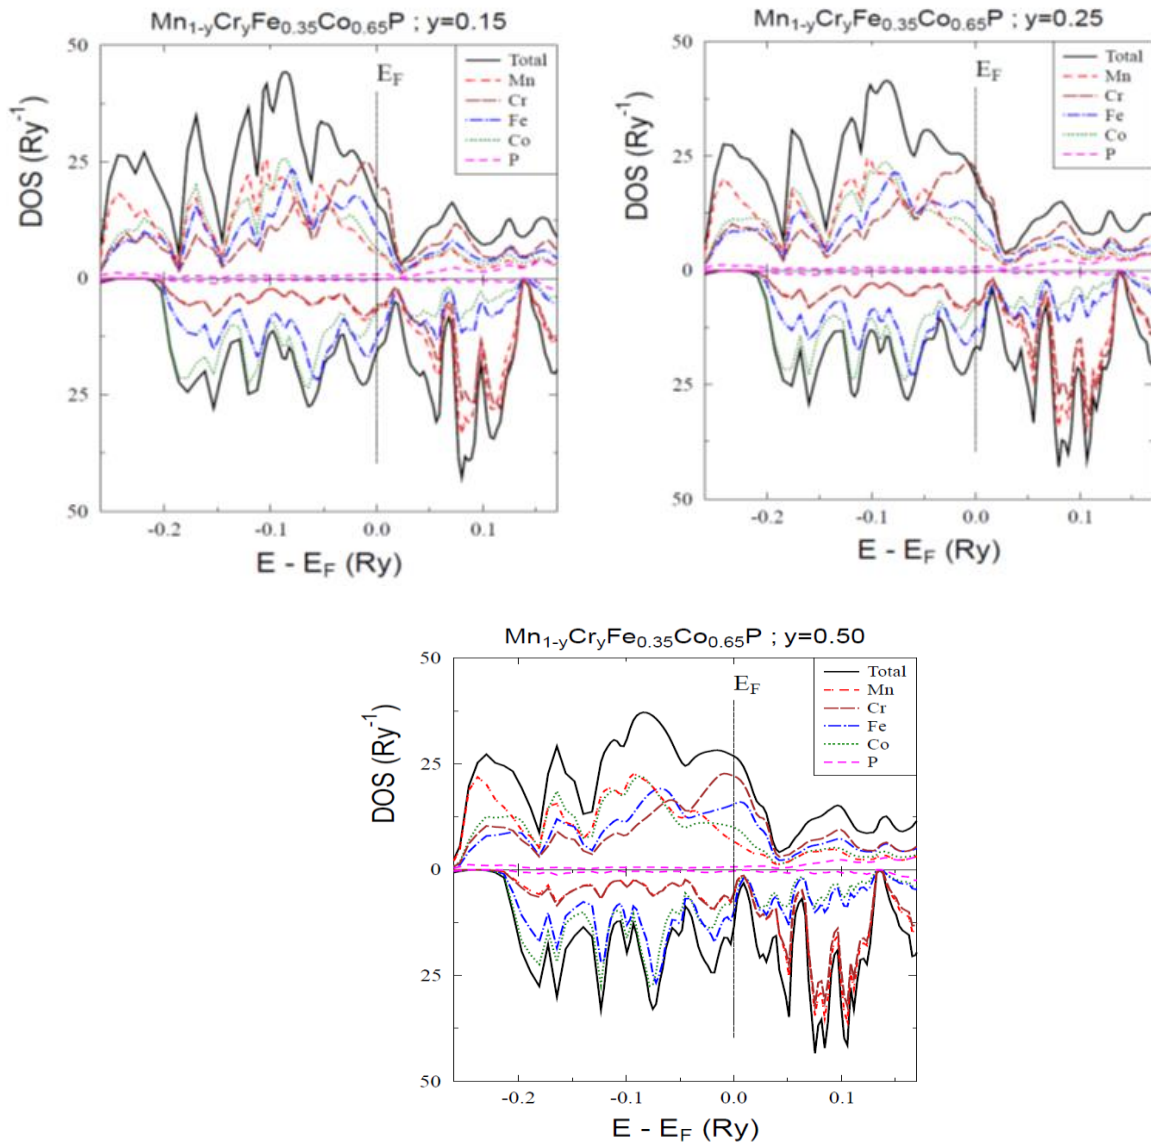 Mn1-yCryFe0.35Co0.65P ; y=0.15
50
25
0
25
50
DOS (Ry-1)
EF
Total
Mn
Cr
Fe
Co
P
-0.2
-0.1
0.0
0.1
E - EF (Ry)
Mn1-yCryFe0.35Co0.65P ; y=0.25
50
25
0
25
50
DOS (Ry-1)
EF
Total
Mn
Cr
Fe
Co
P
-0.2
-0.1
0.0
0.1
E - EF (Ry)
Mn1-yCryFe0.35Co0.65P ; y=0.50
50
25
0
25
50
DOS (Ry-1)
EF
Total
Mn
Cr
Fe
Co
P
-0.2
-0.1
0.0
0.1
E - EF (Ry)